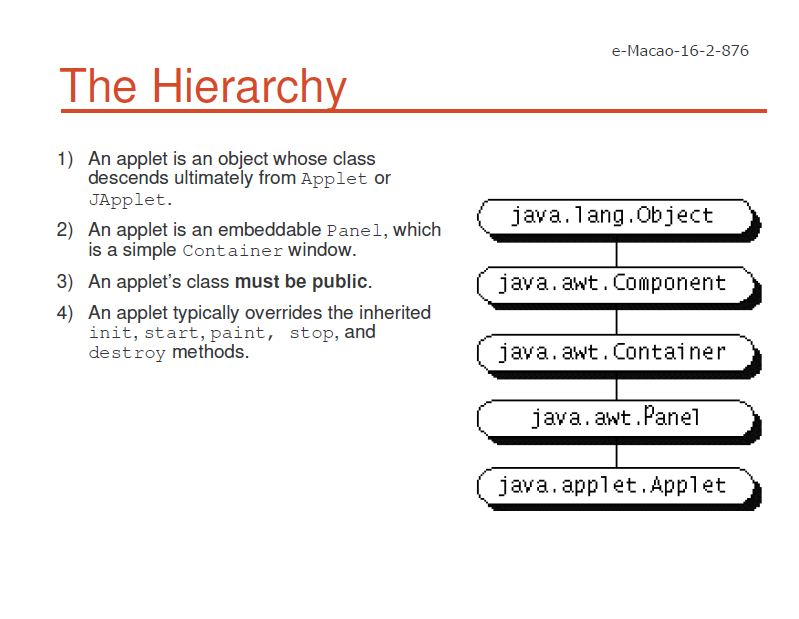 e-Macao-16-2-876
The Hierarchy
1) An applet is an object whose class
descends ultimately from Applet or
JApplet.
2) An applet is an embeddable Panel, which
is a simple Container window.
3) An applet’s class must be public.
4) An applet typically overrides the inherited
init, start, paint, stop, and
destroy methods.
java.lang.Object
java.awt.Component
java.awt.Container
java.awt.Panel
java.applet.Applet